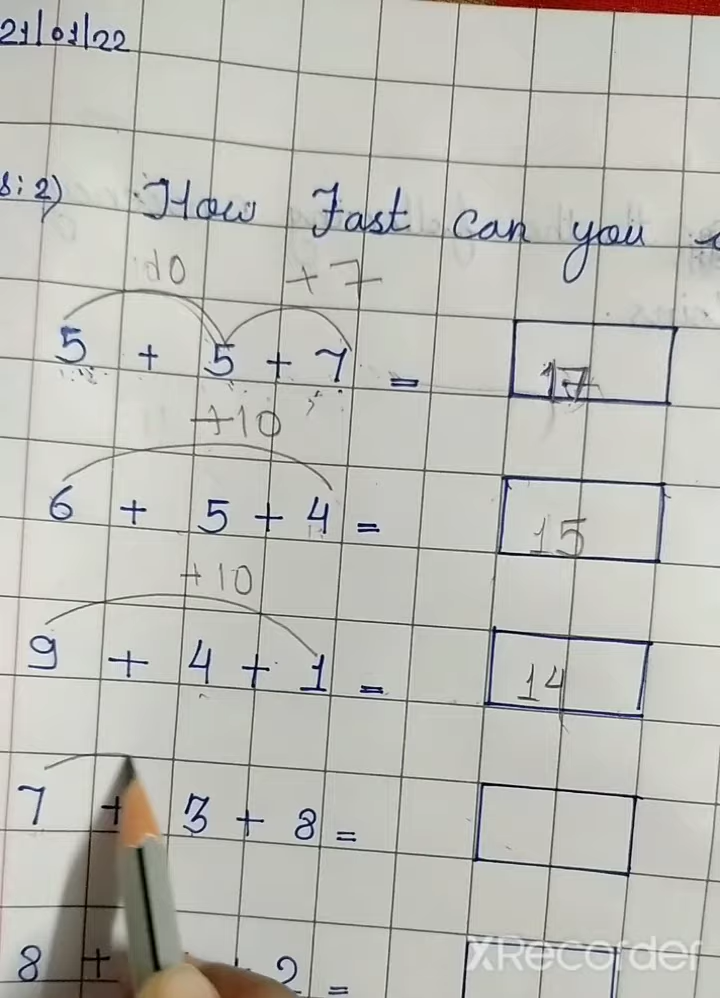 21/01/22
8:2) How Fast can you
10 +7
5 + 5 + 7 = 17
+10
6 + 5 + 4 = 15
+10
9 + 4 + 1 = 14
7 + 3 + 8 =
8 + + 2 =
XRecorder